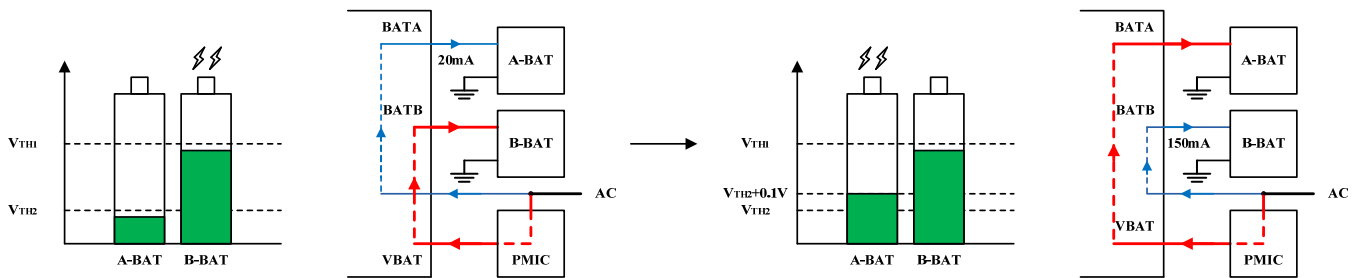 VTH1
VTH2
A-BAT
B-BAT
BATA
20mA
A-BAT
BATB
B-BAT
AC
VBAT
PMIC
VTH1
VTH2+0.1V
VTH2
A-BAT
B-BAT
BATA
A-BAT
BATB
150mA
B-BAT
AC
VBAT
PMIC